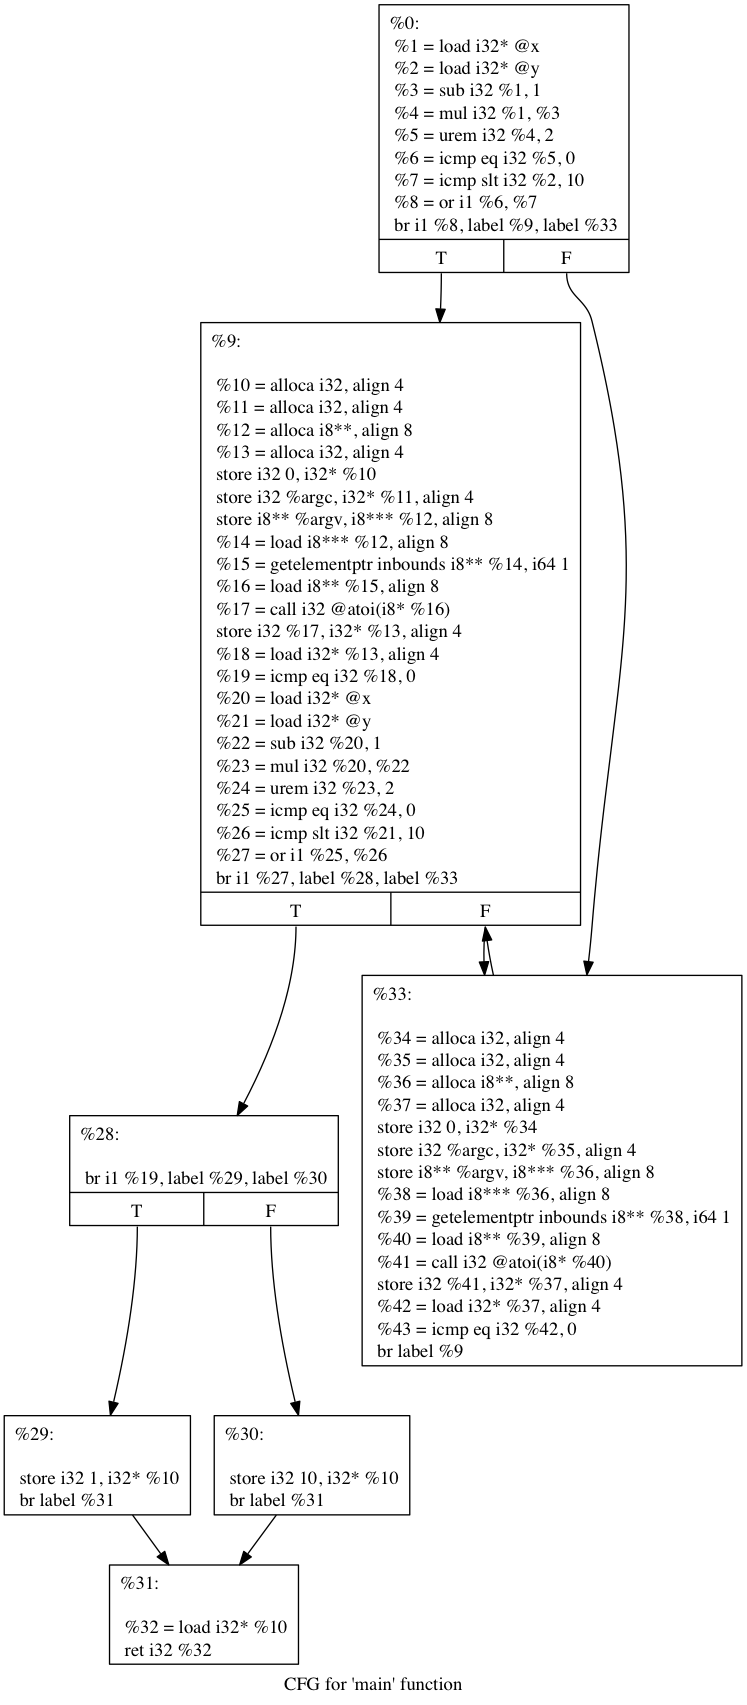 %0:
%1 = load i32* @x
%2 = load i32* @y
%3 = sub i32 %1, 1
%4 = mul i32 %1, %3
%5 = urem i32 %4, 2
%6 = icmp eq i32 %5, 0
%7 = icmp slt i32 %2, 10
%8 = or i1 %6, %7
br i1 %8, label %9, label %33
T F
%9:
%10 = alloca i32, align 4
%11 = alloca i32, align 4
%12 = alloca i8**, align 8
%13 = alloca i32, align 4
store i32 0, i32* %10
store i32 %argc, i32* %11, align 4
store i8** %argv, i8*** %12, align 8
%14 = load i8*** %12, align 8
%15 = getelementptr inbounds i8** %14, i64 1
%16 = load i8** %15, align 8
%17 = call i32 @atoi(i8* %16)
store i32 %17, i32* %13, align 4
%18 = load i32* %13, align 4
%19 = icmp eq i32 %18, 0
%20 = load i32* @x
%21 = load i32* @y
%22 = sub i32 %20, 1
%23 = mul i32 %20, %22
%24 = urem i32 %23, 2
%25 = icmp eq i32 %24, 0
%26 = icmp slt i32 %21, 10
%27 = or i1 %25, %26
br i1 %27, label %28, label %33
T F
%33:
%34 = alloca i32, align 4
%35 = alloca i32, align 4
%36 = alloca i8**, align 8
%37 = alloca i32, align 4
store i32 0, i32* %34
store i32 %argc, i32* %35, align 4
store i8** %argv, i8*** %36, align 8
%38 = load i8*** %36, align 8
%39 = getelementptr inbounds i8** %38, i64 1
%40 = load i8** %39, align 8
%41 = call i32 @atoi(i8* %40)
store i32 %41, i32* %37, align 4
%42 = load i32* %37, align 4
%43 = icmp eq i32 %42, 0
br label %9
%28:
br i1 %19, label %29, label %30
T F
%29:
store i32 1, i32* %10
br label %31
%30:
store i32 10, i32* %10
br label %31
%31:
%32 = load i32* %10
ret i32 %32
CFG for 'main' function